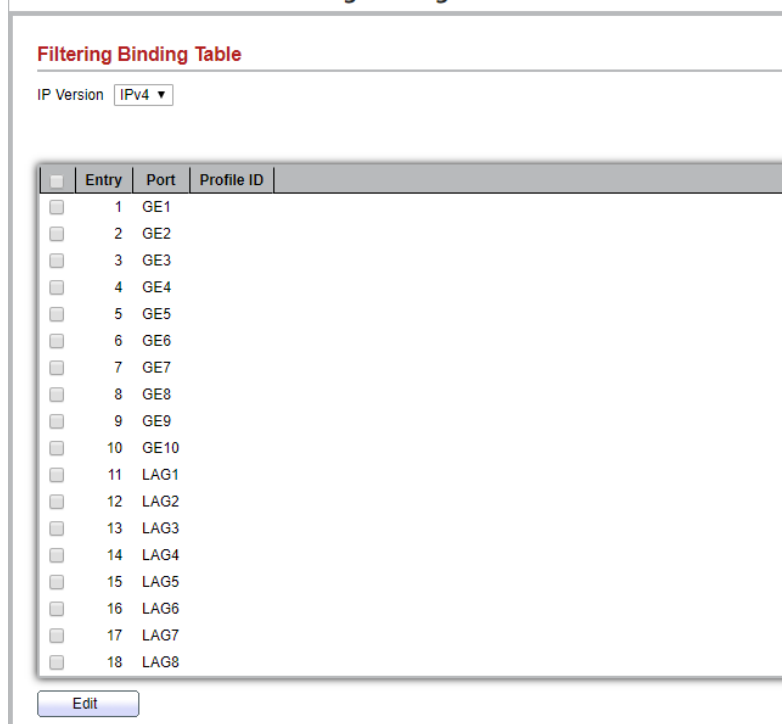 Filtering Binding Table
IP Version IPv4
Entry Port Profile ID
1 GE1
2 GE2
3 GE3
4 GE4
5 GE5
6 GE6
7 GE7
8 GE8
9 GE9
10 GE10
11 LAG1
12 LAG2
13 LAG3
14 LAG4
15 LAG5
16 LAG6
17 LAG7
18 LAG8
Edit